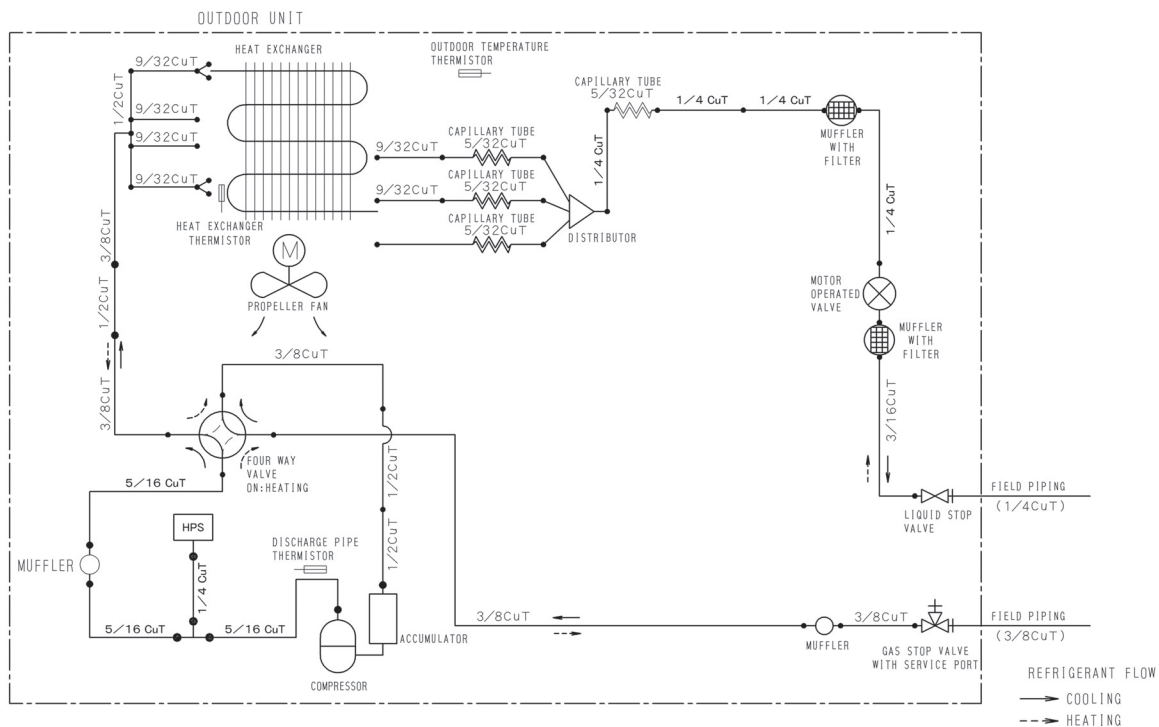 OUTDOOR UNIT
HEAT EXCHANGER
OUTDOOR TEMPERATURE
THERMISTOR
9/32CuT
1/2CuT
9/32CuT
9/32CuT
9/32CuT
CAPILLARY TUBE
5/32CuT
1/4 CuT
1/4 CuT
MUFFLER
WITH
FILTER
CAPILLARY TUBE
5/32CuT
9/32CuT
CAPILLARY TUBE
5/32CuT
9/32CuT
CAPILLARY TUBE
5/32CuT
1/4 CuT
DISTRIBUTOR
1/4 CuT
HEAT EXCHANGER
THERMISTOR
3/8CuT
M
PROPELLER FAN
1/2CuT
MOTOR
OPERATED
VALVE
MUFFLER
WITH
FILTER
3/8CuT
3/8CuT
3/16CuT
FOUR WAY
VALVE
ON:HEATING
1/2CuT
5/16 CuT
LIQUID STOP
VALVE
FIELD PIPING
(1/4CuT)
HPS
DISCHARGE PIPE
THERMISTOR
1/2CuT
MUFFLER
1/4 CuT
5/16 CuT
5/16 CuT
ACCUMULATOR
COMPRESSOR
3/8CuT
MUFFLER
3/8CuT
GAS STOP VALVE
WITH SERVICE PORT
FIELD PIPING
(3/8CuT)
REFRIGERANT FLOW
COOLING
HEATING